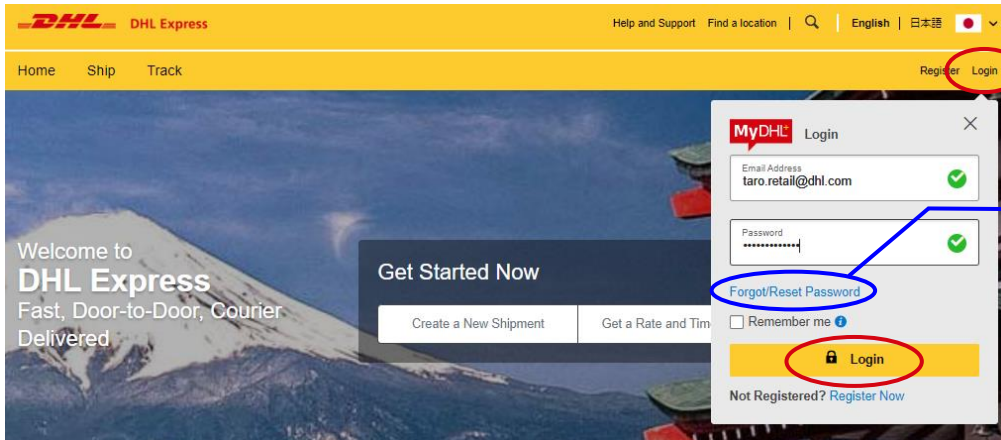 DHL DHL Express
Help and Support Find a location | English | 日本語
Home Ship Track
Register Login
MyDHL+ Login
Email Address
taro.retail@dhl.com
Password
•••••••••••••
Forgot/Reset Password
Remember me
Login
Not Registered? Register Now
Welcome to
DHL Express
Fast, Door-to-Door, Courier
Delivered
Get Started Now
Create a New Shipment
Get a Rate and Tim